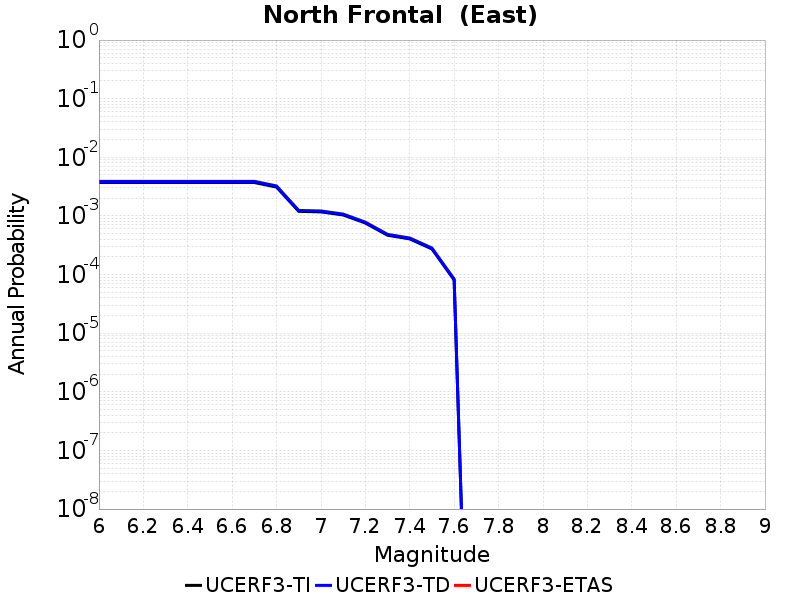 North Frontal  (East)
10^0
10^-1
10^-2
10^-3
10^-4
10^-5
10^-6
10^-7
10^-8
Annual Probability
6 6.2 6.4 6.6 6.8 7 7.2 7.4 7.6 7.8 8 8.2 8.4 8.6 8.8 9
Magnitude
UCERF3-TI UCERF3-TD UCERF3-ETAS